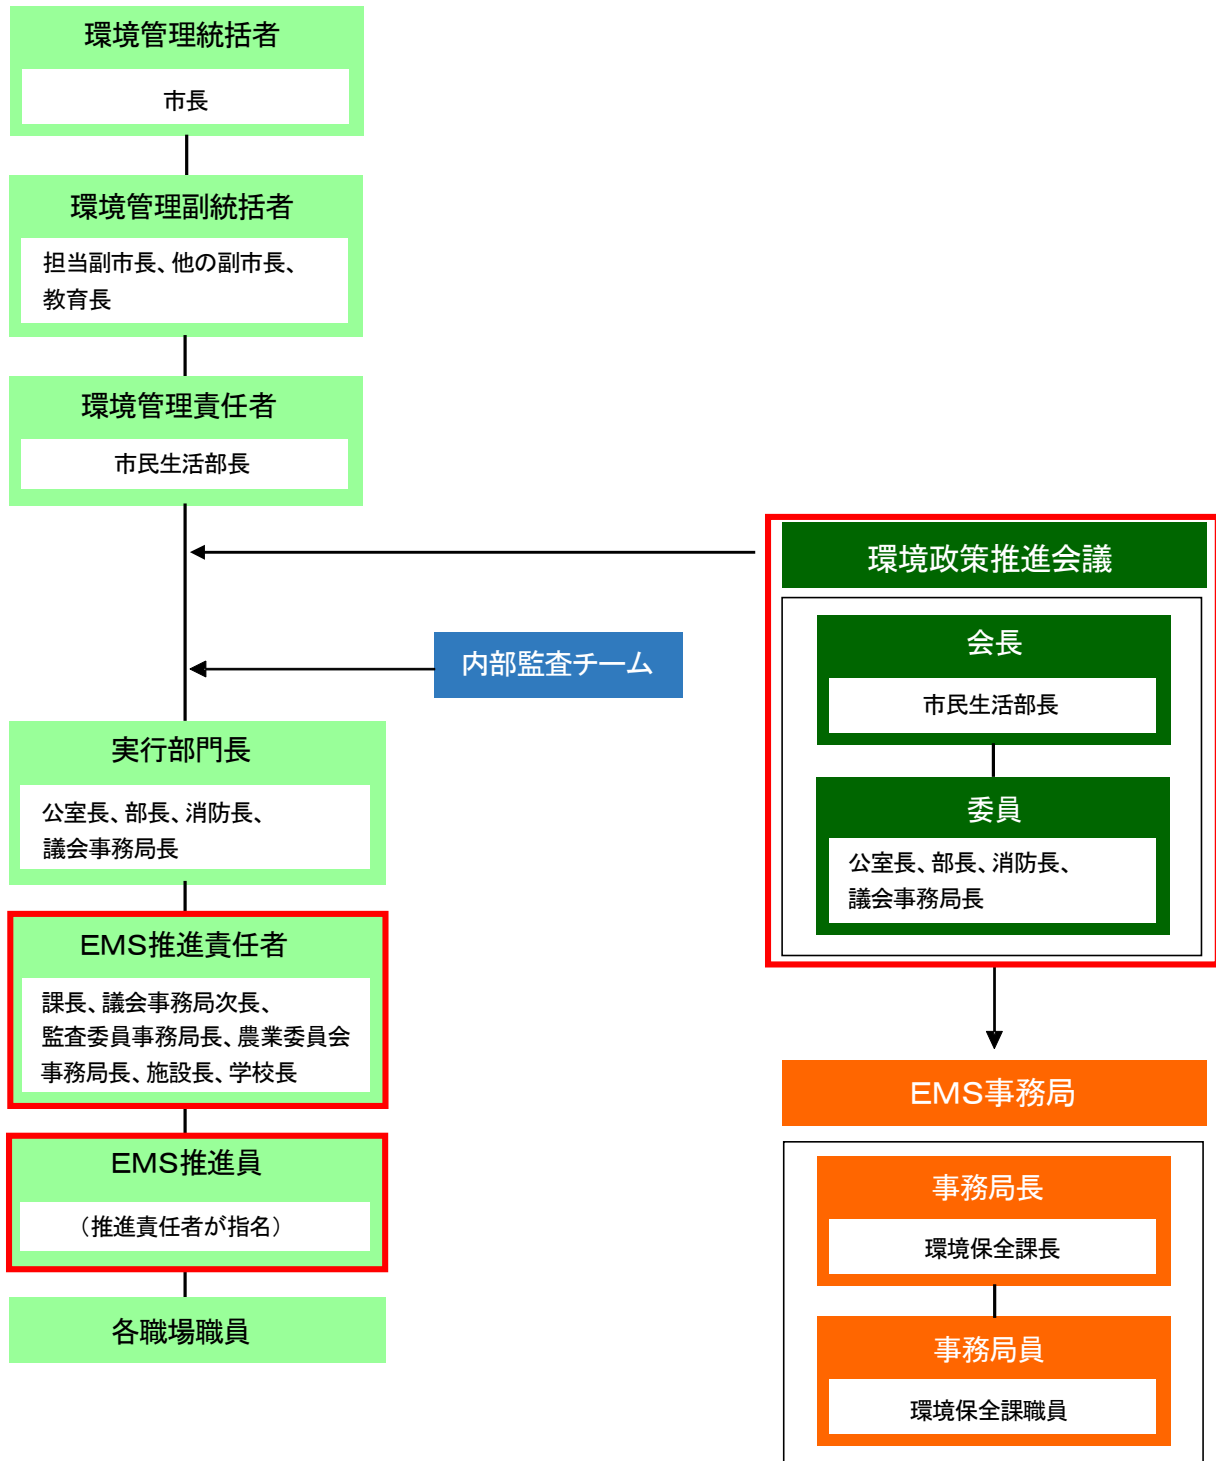 環境管理統括者
市長
環境管理副統括者
担当副市長、他の副市長、
教育長
環境管理責任者
市民生活部長
内部監査チーム
実行部門長
公室長、部長、消防長、
議会事務局長
EMS推進責任者
課長、議会事務局次長、
監査委員事務局長、農業委員会
事務局長、施設長、学校長
EMS推進員
（推進責任者が指名）
各職場職員
環境政策推進会議
会長
市民生活部長
委員
公室長、部長、消防長、
議会事務局長
EMS事務局
事務局長
環境保全課長
事務局員
環境保全課職員